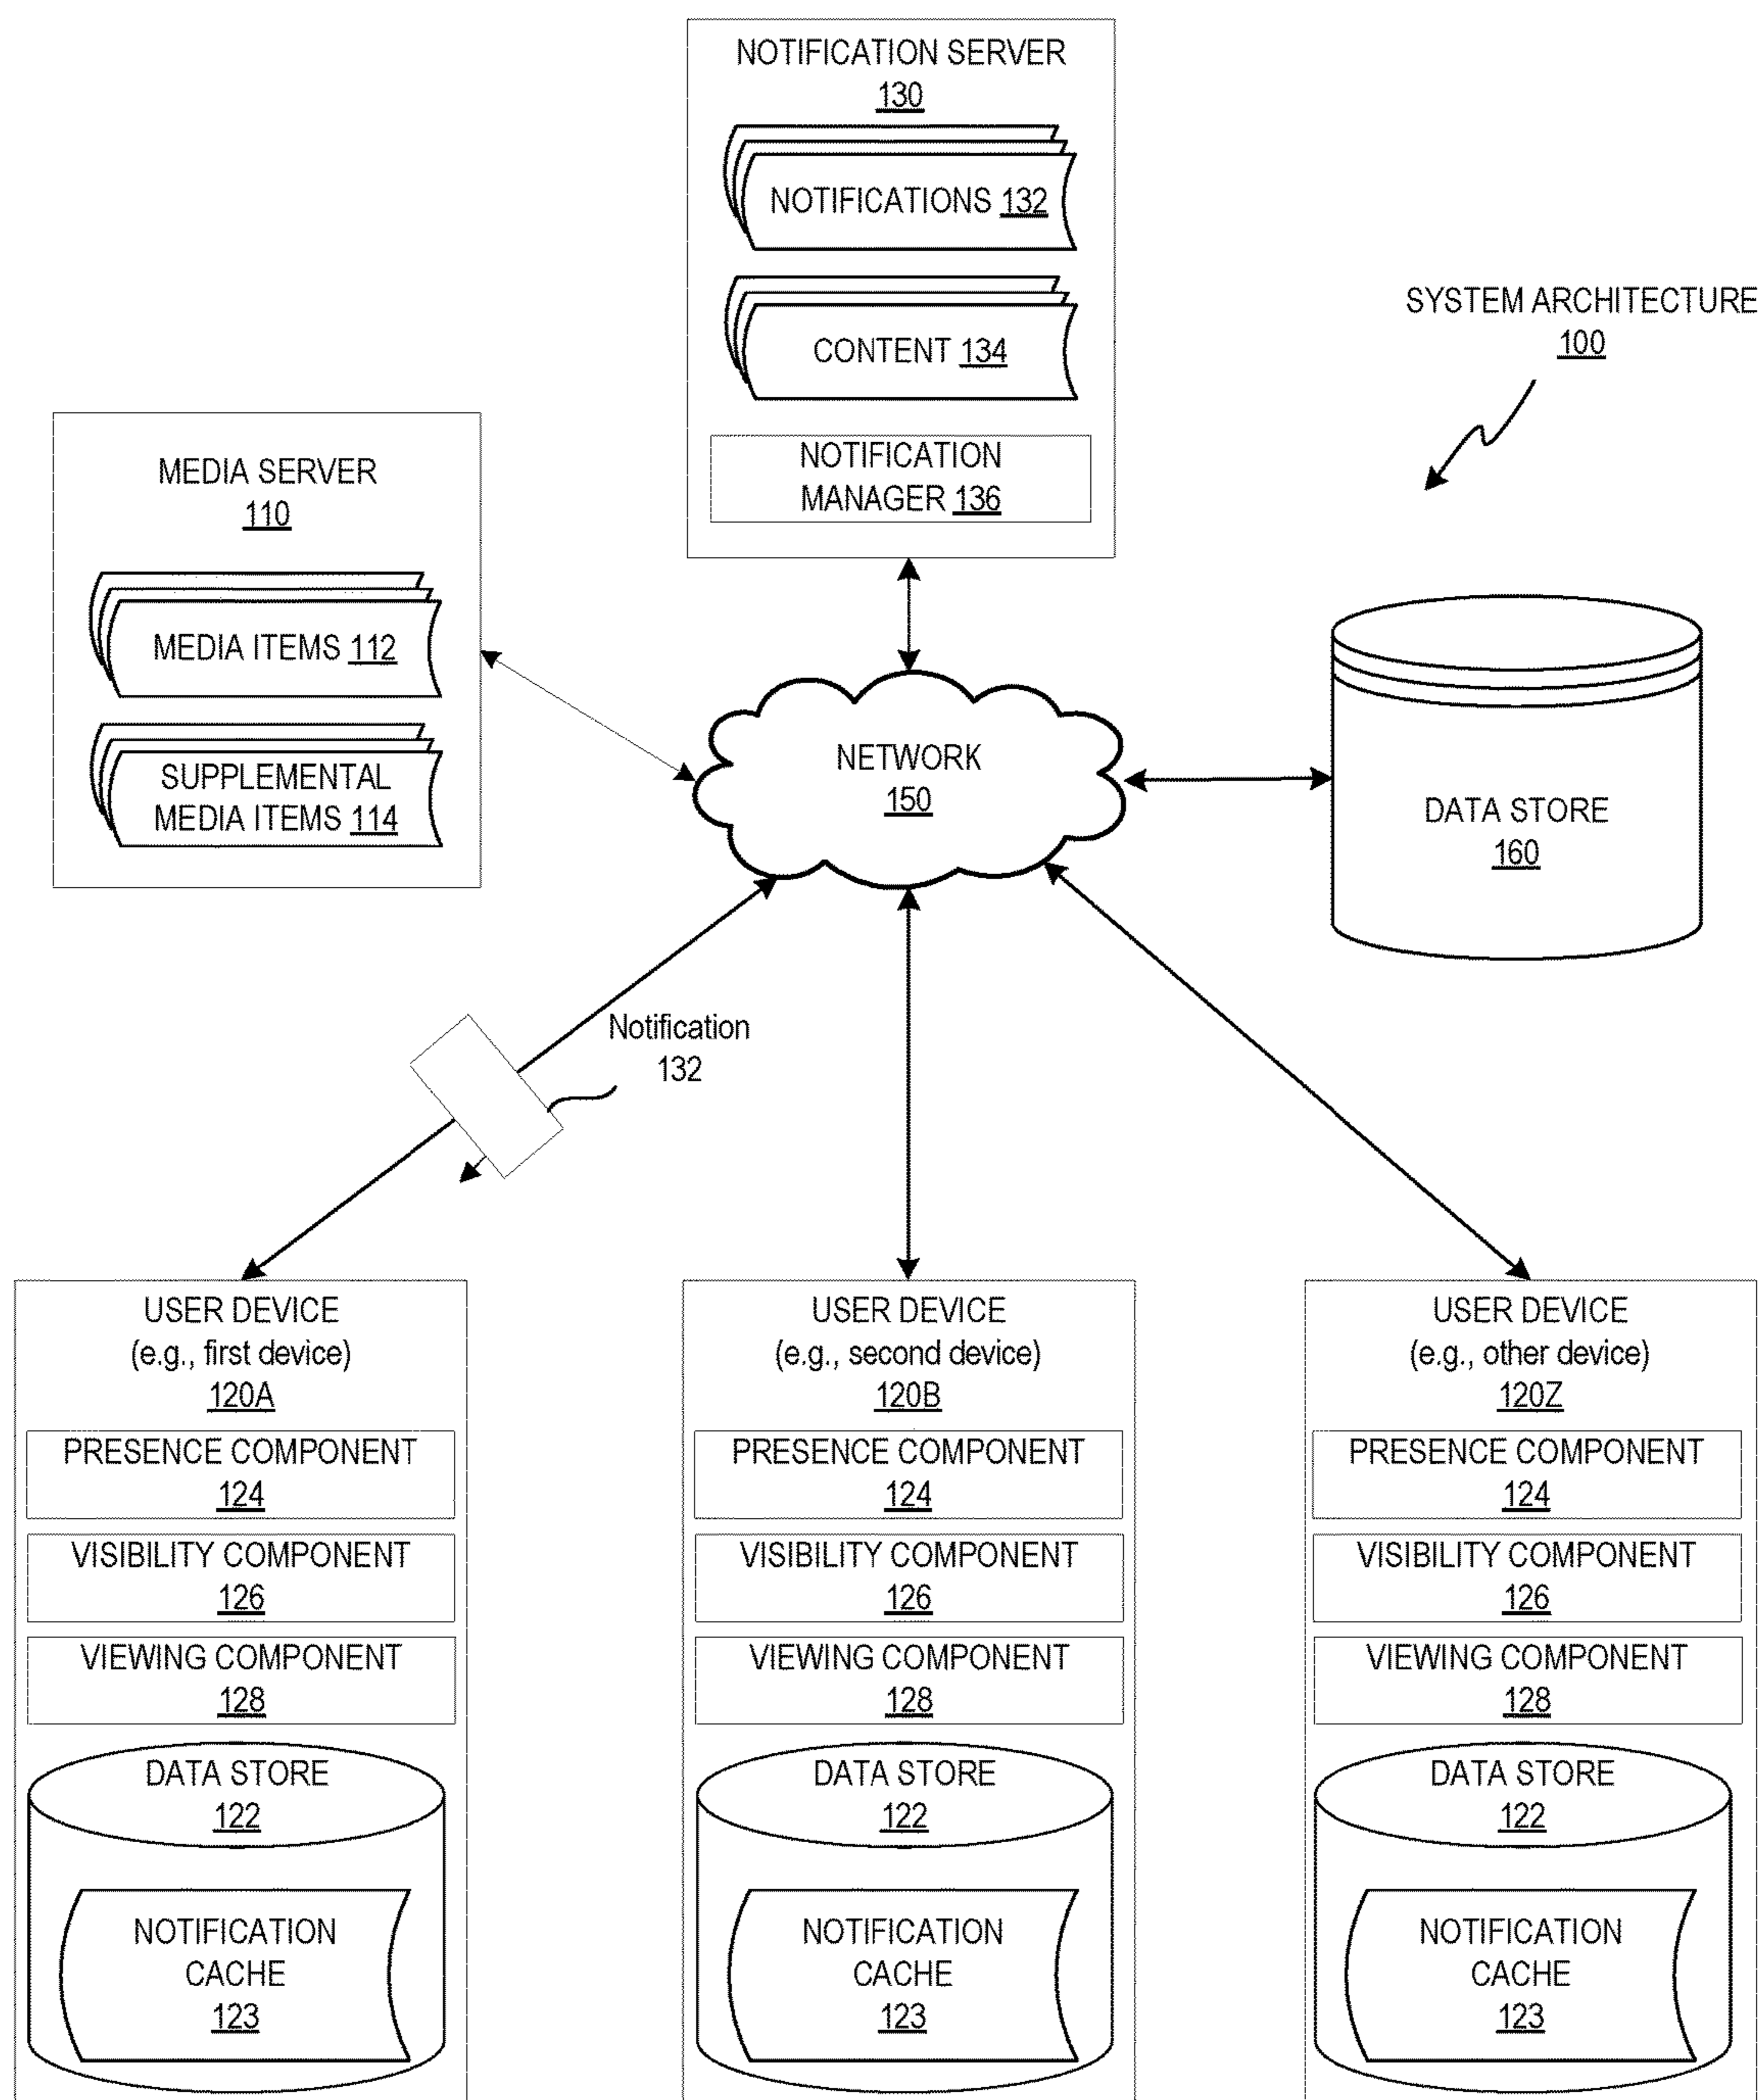 NOTIFICATION SERVER
130
NOTIFICATIONS 132
CONTENT 134
NOTIFICATION
MANAGER 136
SYSTEM ARCHITECTURE
100
MEDIA SERVER
110
MEDIA ITEMS 112
SUPPLEMENTAL
MEDIA ITEMS 114
NETWORK
150
DATA STORE
160
Notification
132
USER DEVICE
(e.g., first device)
120A
PRESENCE COMPONENT
124
VISIBILITY COMPONENT
126
VIEWING COMPONENT
128
DATA STORE
122
NOTIFICATION
CACHE
123
USER DEVICE
(e.g., second device)
120B
PRESENCE COMPONENT
124
VISIBILITY COMPONENT
126
VIEWING COMPONENT
128
DATA STORE
122
NOTIFICATION
CACHE
123
USER DEVICE
(e.g., other device)
120Z
PRESENCE COMPONENT
124
VISIBILITY COMPONENT
126
VIEWING COMPONENT
128
DATA STORE
122
NOTIFICATION
CACHE
123